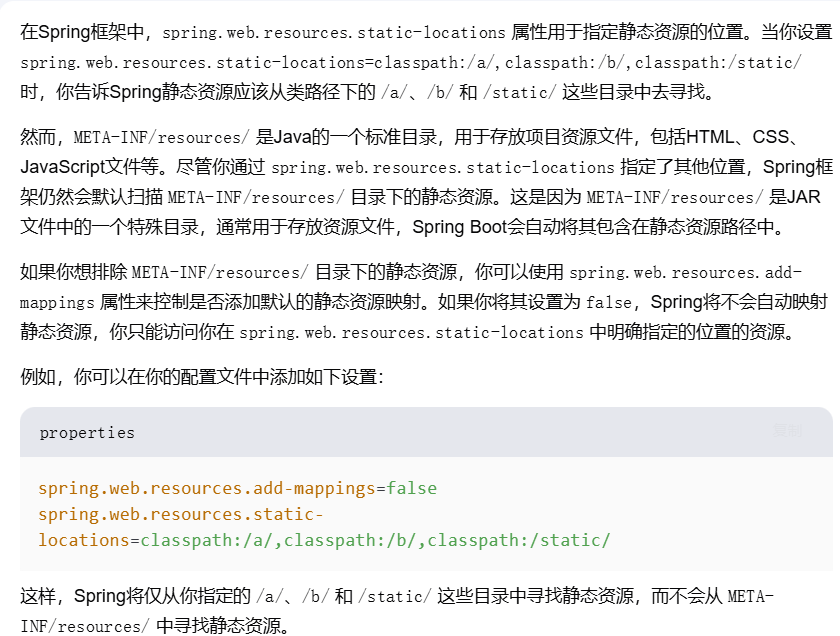 在Spring框架中，spring.web.resources.static-locations 属性用于指定静态资源的位置。当你设置
spring.web.resources.static-locations=classpath:/a/,classpath:/b/,classpath:/static/
时，你告诉Spring静态资源应该从类路径下的 /a/、/b/ 和 /static/ 这些目录中去寻找。
然而，META-INF/resources/ 是Java的一个标准目录，用于存放项目资源文件，包括HTML、CSS、
JavaScript文件等。尽管你通过 spring.web.resources.static-locations 指定了其他位置，Spring框
架仍然会默认扫描 META-INF/resources/ 目录下的静态资源。这是因为 META-INF/resources/ 是JAR
文件中的一个特殊目录，通常用于存放资源文件，Spring Boot会自动将其包含在静态资源路径中。
如果你想排除 META-INF/resources/ 目录下的静态资源，你可以使用 spring.web.resources.add-
mappings 属性来控制是否添加默认的静态资源映射。如果你将其设置为 false，Spring将不会自动映射
静态资源，你只能访问你在 spring.web.resources.static-locations 中明确指定的位置的资源。
例如，你可以在你的配置文件中添加如下设置：
properties
spring.web.resources.add-mappings=false
spring.web.resources.static-
locations=classpath:/a/,classpath:/b/,classpath:/static/
这样，Spring将仅从你指定的 /a/、/b/ 和 /static/ 这些目录中寻找静态资源，而不会从 META-
INF/resources/ 中寻找静态资源。